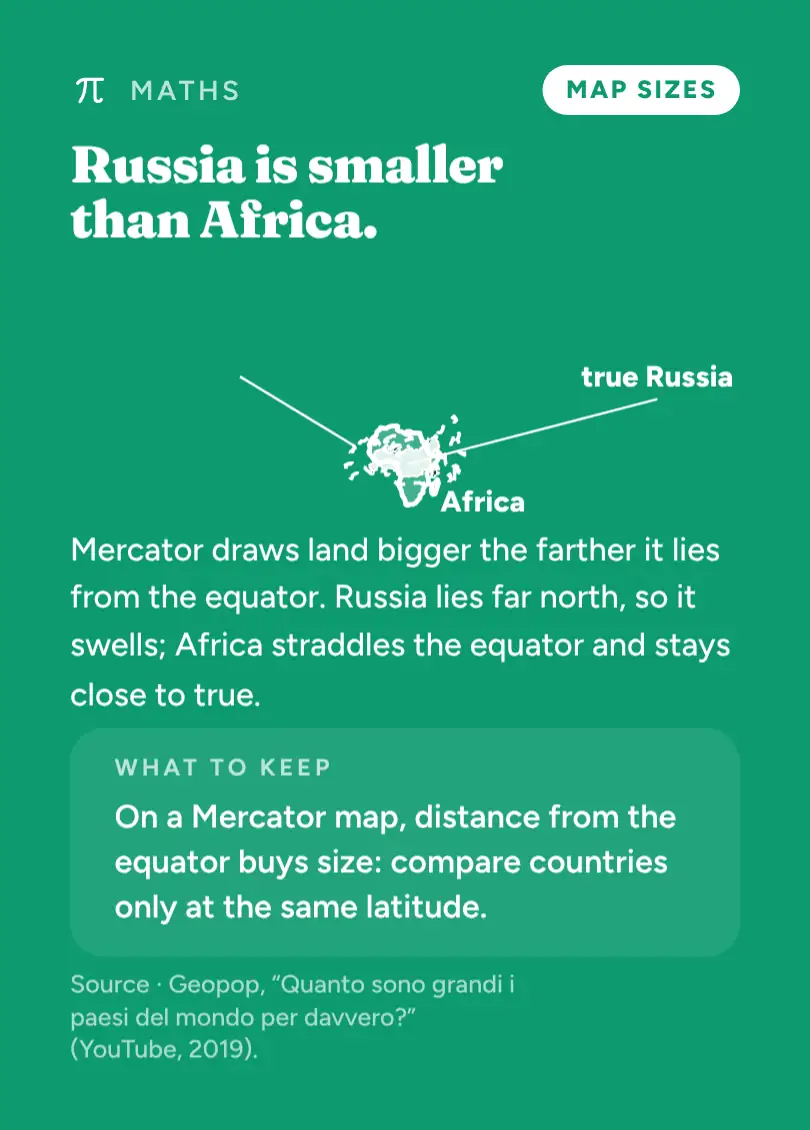 π MATHS
MAP SIZES
Russia is smaller
than Africa.
true Russia
Africa
Mercator draws land bigger the farther it lies
from the equator. Russia lies far north, so it
swells; Africa straddles the equator and stays
close to true.
WHAT TO KEEP
On a Mercator map, distance from the
equator buys size: compare countries
only at the same latitude.
Source · Geopop, “Quanto sono grandi i
paesi del mondo per davvero?”
(YouTube, 2019).